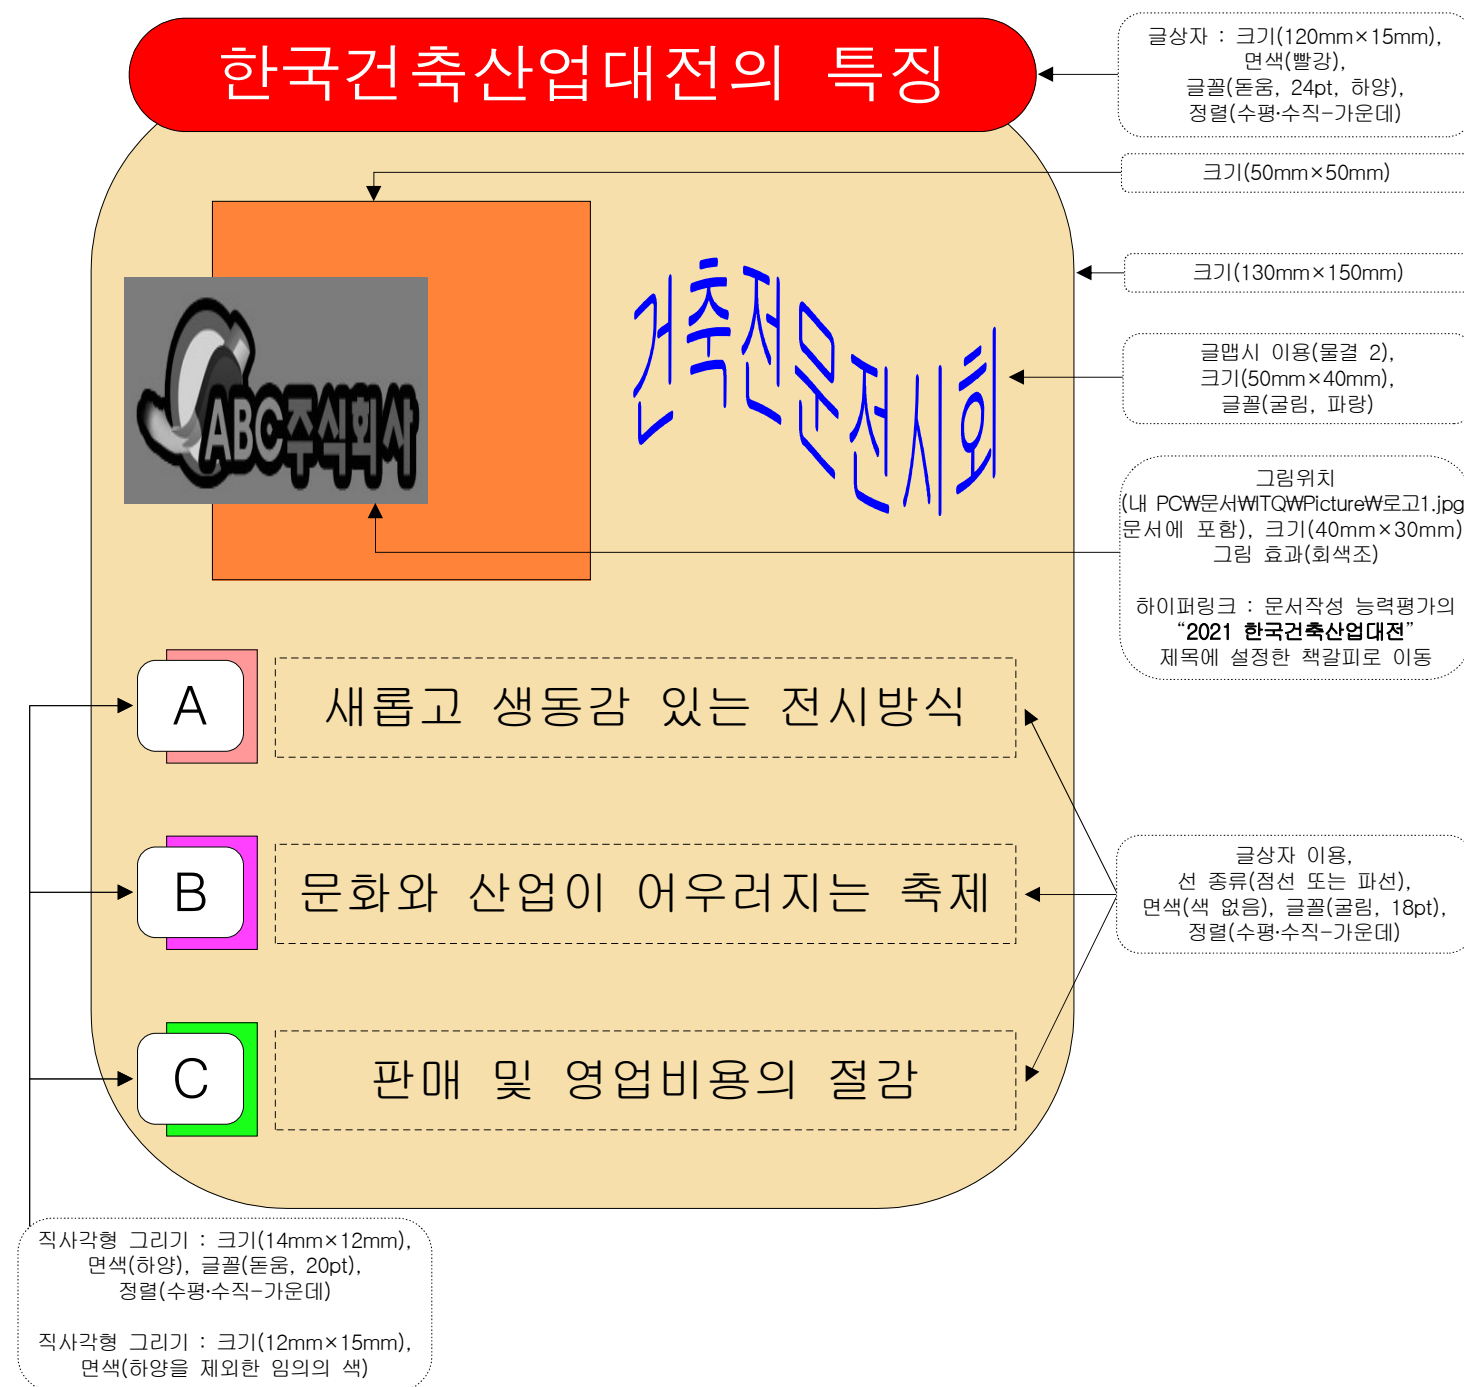 한국건축산업대전의 특징
글상자 : 크기(120mm×15mm),
면색(빨강),
글꼴(돋움, 24pt, 하양),
정렬(수평·수직-가운데)
크기(50mm×50mm)
크기(130mm×150mm)
건축전문전시회
글맵시 이용(물결 2),
크기(50mm×40mm),
글꼴(굴림, 파랑)
ABC주식회사
그림위치
(내 PC₩문서₩ITQ₩Picture₩로고1.jpg
문서에 포함), 크기(40mm×30mm)
그림 효과(회색조)
하이퍼링크 : 문서작성 능력평가의
“2021 한국건축산업대전”
제목에 설정한 책갈피로 이동
A 새롭고 생동감 있는 전시방식
B 문화와 산업이 어우러지는 축제
글상자 이용,
선 종류(점선 또는 파선),
면색(색 없음), 글꼴(굴림, 18pt),
정렬(수평·수직-가운데)
C 판매 및 영업비용의 절감
직사각형 그리기 : 크기(14mm×12mm),
면색(하양), 글꼴(돋움, 20pt),
정렬(수평·수직-가운데)
직사각형 그리기 : 크기(12mm×15mm),
면색(하양을 제외한 임의의 색)